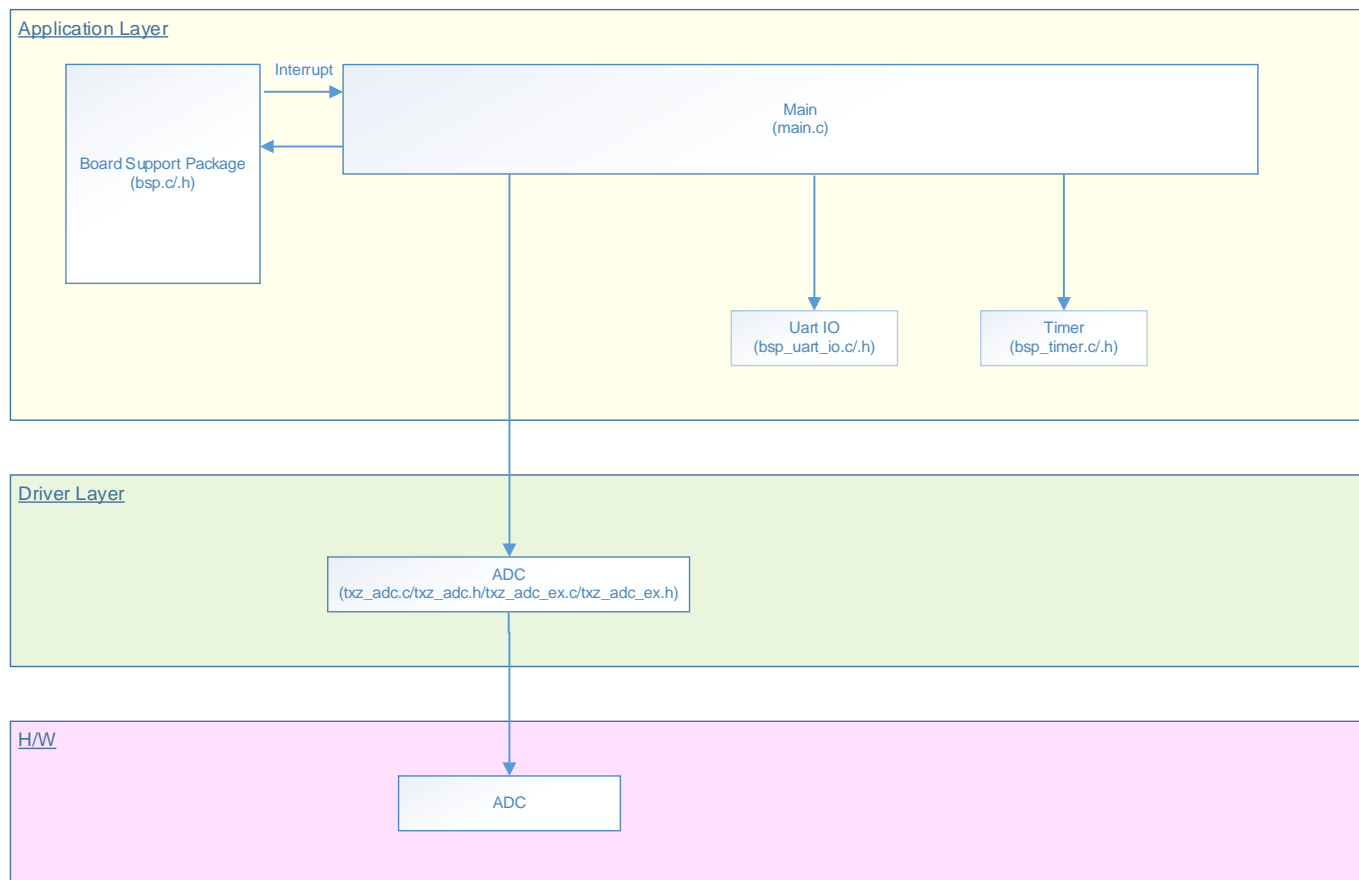 Application Layer
Interrupt
Main
(main.c)
Board Support Package
(bsp.c/.h)
Uart IO
(bsp_uart_io.c/.h)
Timer
(bsp_timer.c/.h)
Driver Layer
ADC
(txz_adc.c/txz_adc.h/txz_adc_ex.c/txz_adc_ex.h)
H/W
ADC